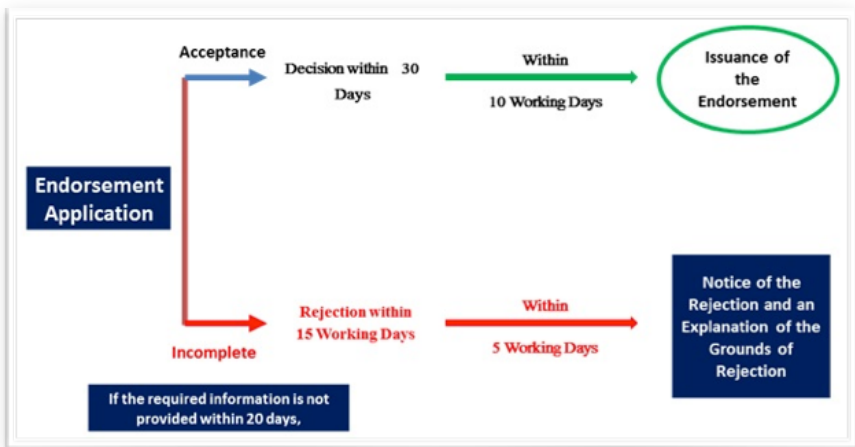 Acceptance
Decision within 30
Days
Within
10 Working Days
Issuance of
the
Endorsement
Endorsement
Application
Incomplete
Rejection within
15 Working Days
Within
5 Working Days
Notice of the
Rejection and an
Explanation of the
Grounds of
Rejection
If the required information is not
provided within 20 days,